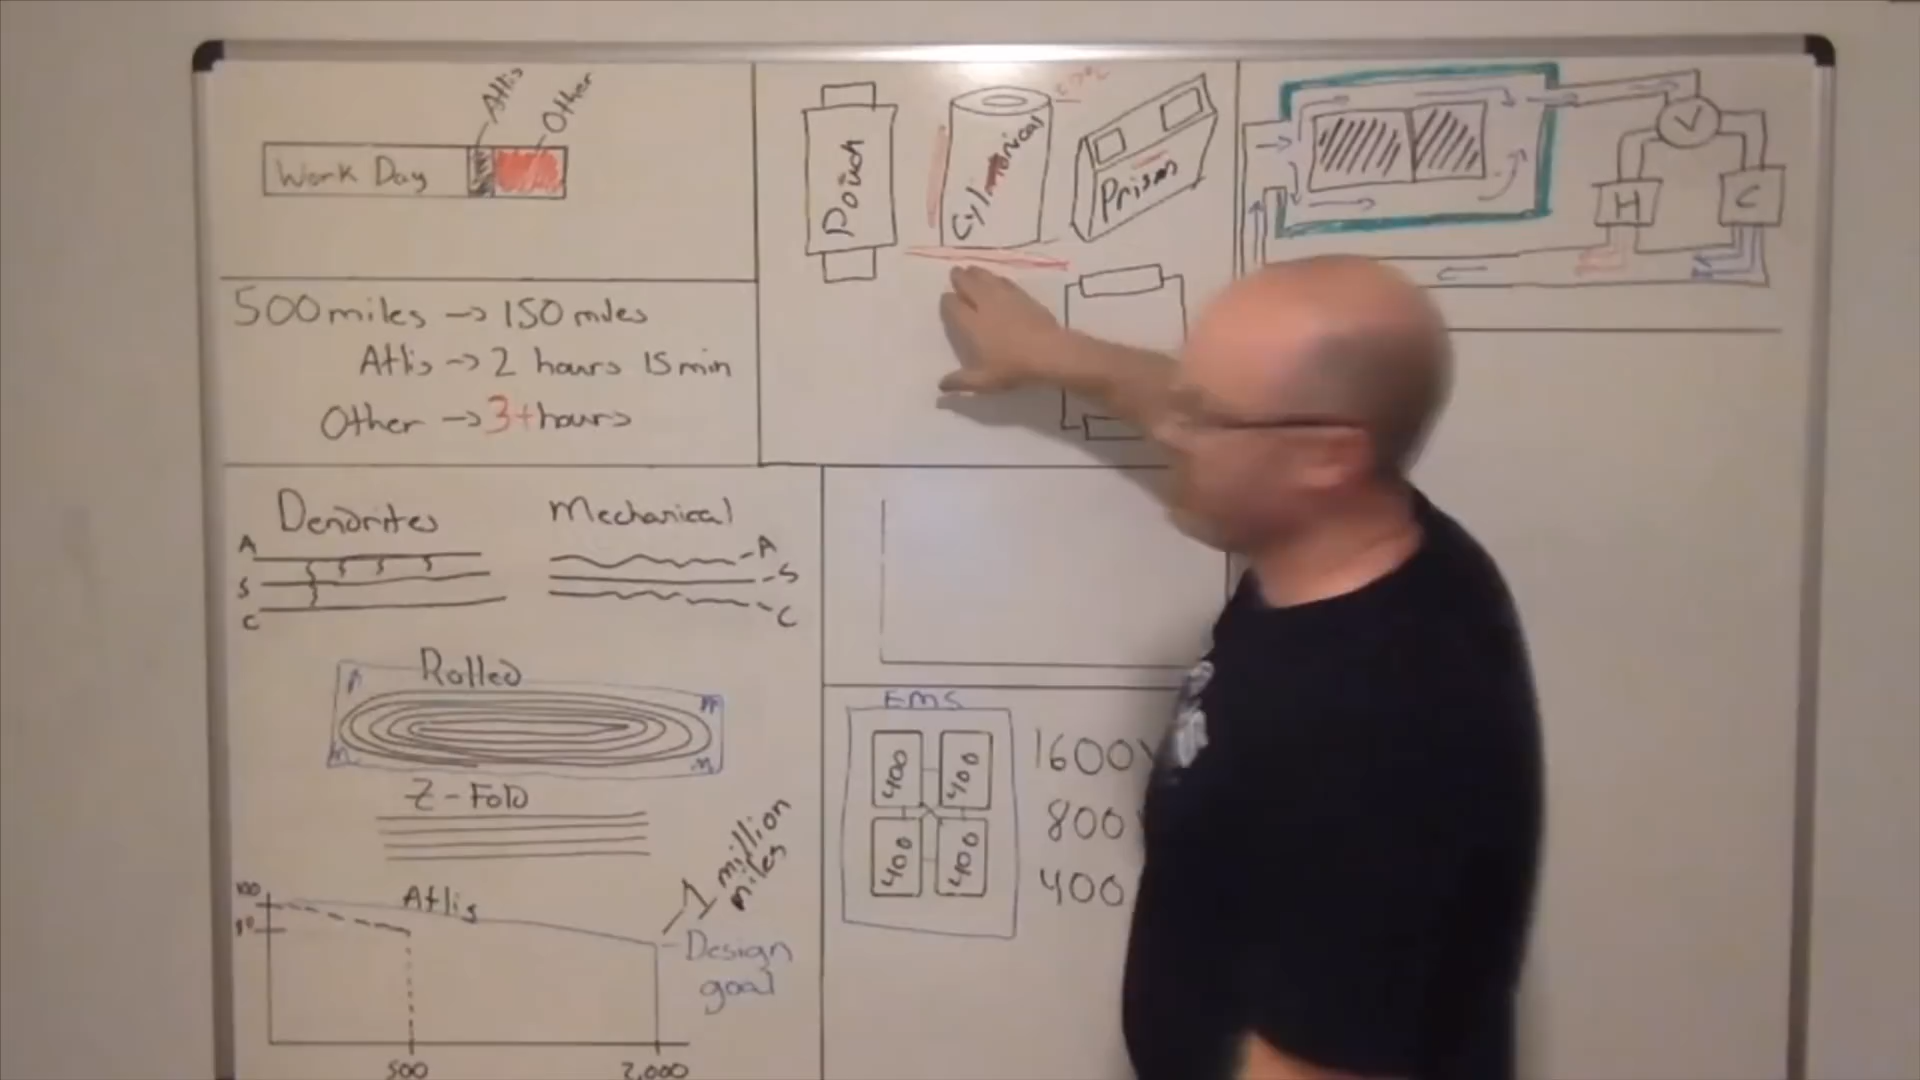 Atlis
Other
Work Day
500 miles -> 150 miles
Atlis -> 2 hours 15 min
Other -> 3+ hours
Dendrites
Mechanical
A
S
C
A
S
C
Rolled
Z-Fold
100
Atlis
1 million
miles
Design
goal
500
2,000
Pouch
Cylindrical
Prism
EMS
400
400
400
400
1600V
800
400
V
H
C